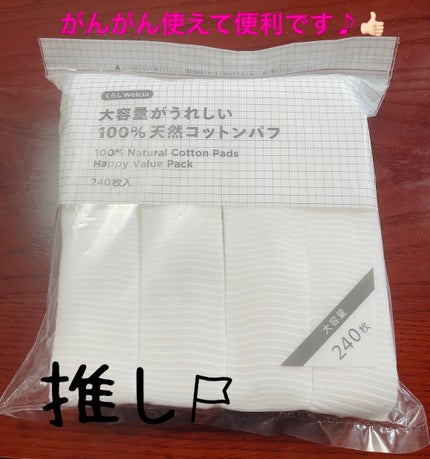 がんがん使えて便利です♪👍🏻
くらしWelcia
大容量がうれしい
100%天然コットンパフ
100% Natural Cotton Pads
Happy Value Pack
240枚入
大容量
240枚
推し